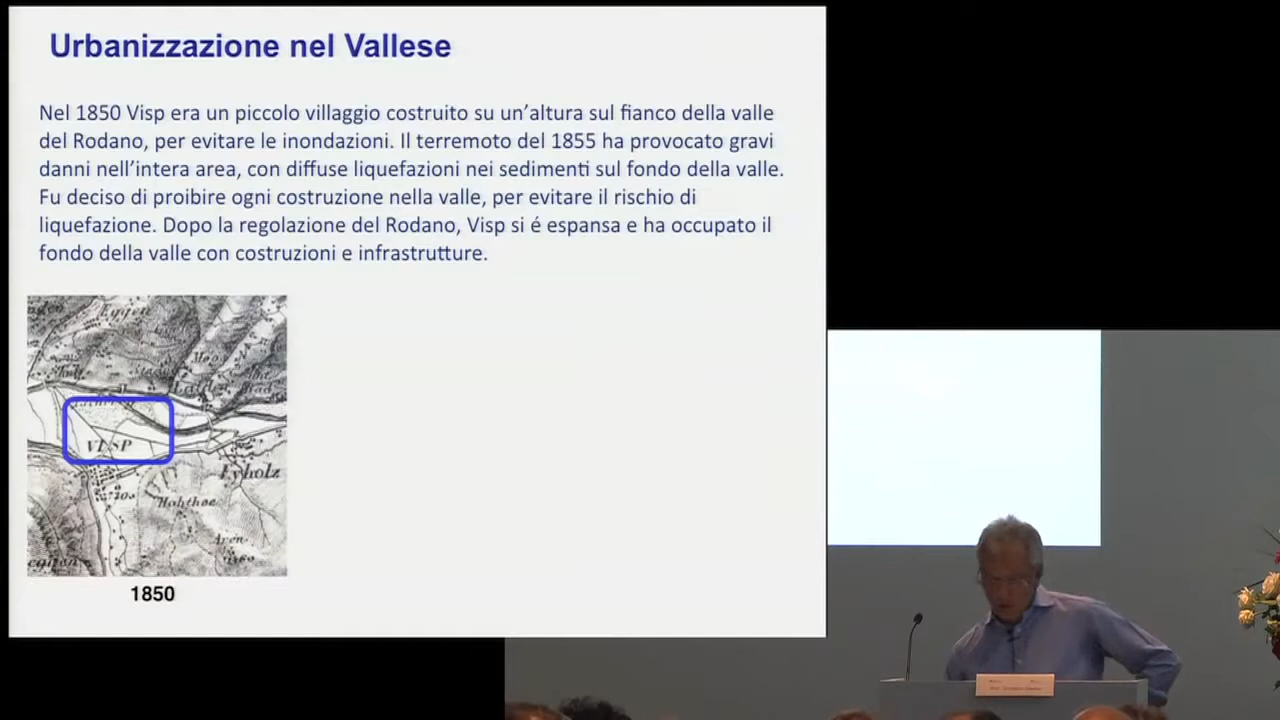 Urbanizzazione nel Vallese
Nel 1850 Visp era un piccolo villaggio costruito su un'altura sul fianco della valle
del Rodano, per evitare le inondazioni. Il terremoto del 1855 ha provocato gravi
danni nell'intera area, con diffuse liquefazioni nei sedimenti sul fondo della valle.
Fu deciso di proibire ogni costruzione nella valle, per evitare il rischio di
liquefazione. Dopo la regolazione del Rodano, Visp si é espansa e ha occupato il
fondo della valle con costruzioni e infrastrutture.
Eggen
VISP
Eyholz
1850